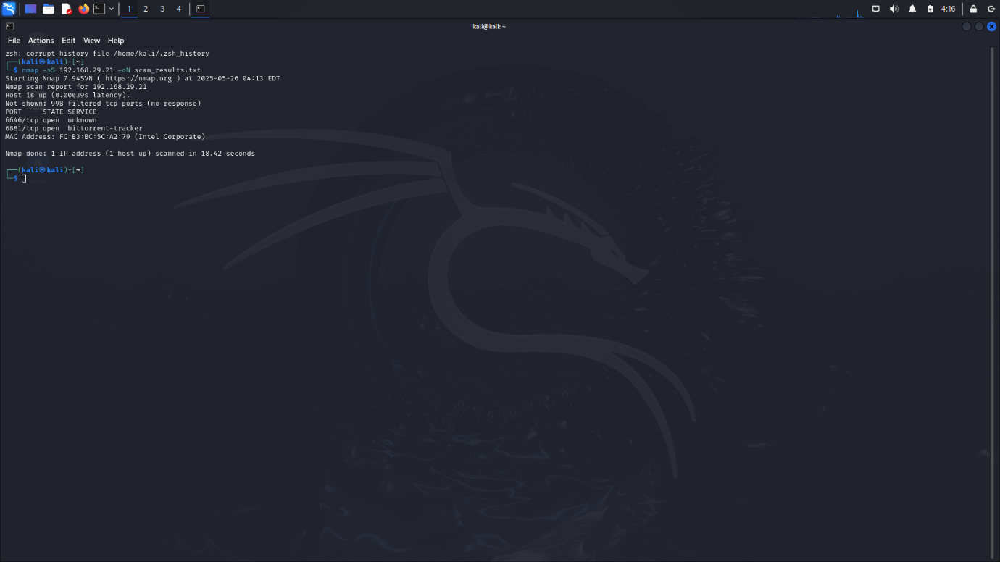 1 2 3 4
4:16
kali@kali: ~
File Actions Edit View Help
zsh: corrupt history file /home/kali/.zsh_history
┌──(kali㉿kali)-[~]
└─$ nmap -sS 192.168.29.21 -oN scan_results.txt
Starting Nmap 7.94SVN ( https://nmap.org ) at 2025-05-26 04:13 EDT
Nmap scan report for 192.168.29.21
Host is up (0.00039s latency).
Not shown: 998 filtered tcp ports (no-response)
PORT     STATE SERVICE
6646/tcp open  unknown
6881/tcp open  bittorrent-tracker
MAC Address: FC:B3:BC:5C:A2:79 (Intel Corporate)
Nmap done: 1 IP address (1 host up) scanned in 18.42 seconds
┌──(kali㉿kali)-[~]
└─$